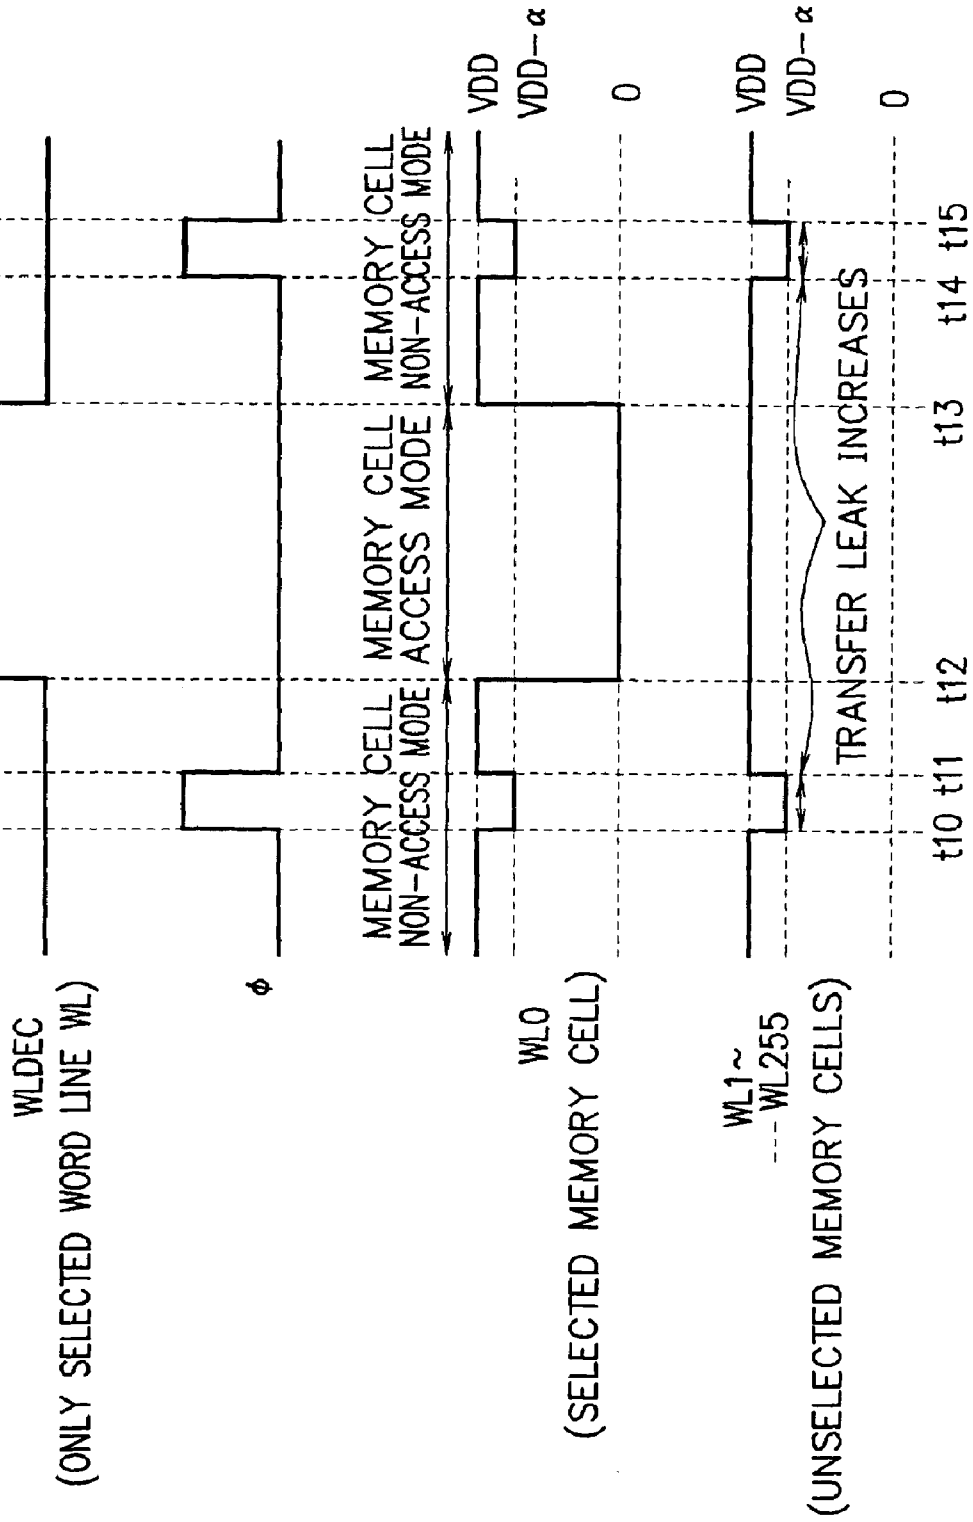 WLDEC
(ONLY SELECTED WORD LINE WL)
ϕ
MEMORY CELL
NON-ACCESS MODE
MEMORY CELL
ACCESS MODE
MEMORY CELL
NON-ACCESS MODE
WL0
(SELECTED MEMORY CELL)
VDD
VDD-α
0
WL1~
WL255
(UNSELECTED MEMORY CELLS)
VDD
VDD-α
0
TRANSFER LEAK INCREASES
t10 t11 t12 t13 t14 t15